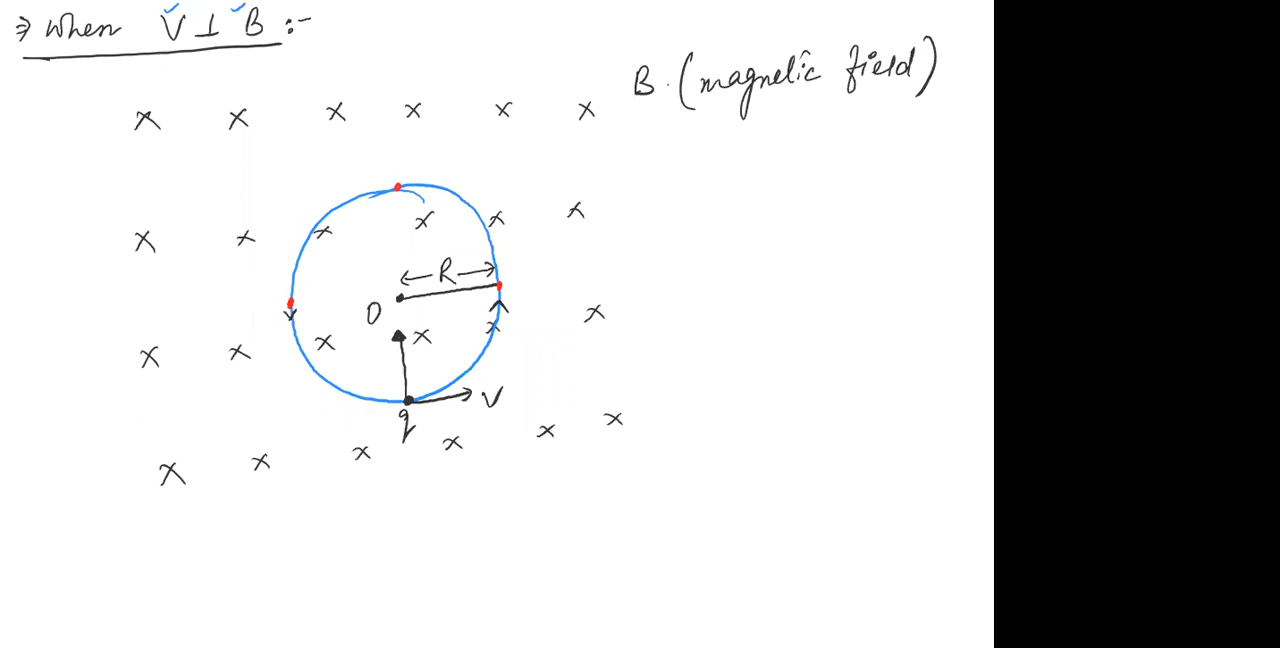 ⇒ When V ⊥ B :-
B. (magnetic field)
x x x x x x
x x x x x x
← R →
O
x x x x x x
V
q
x x x x x x